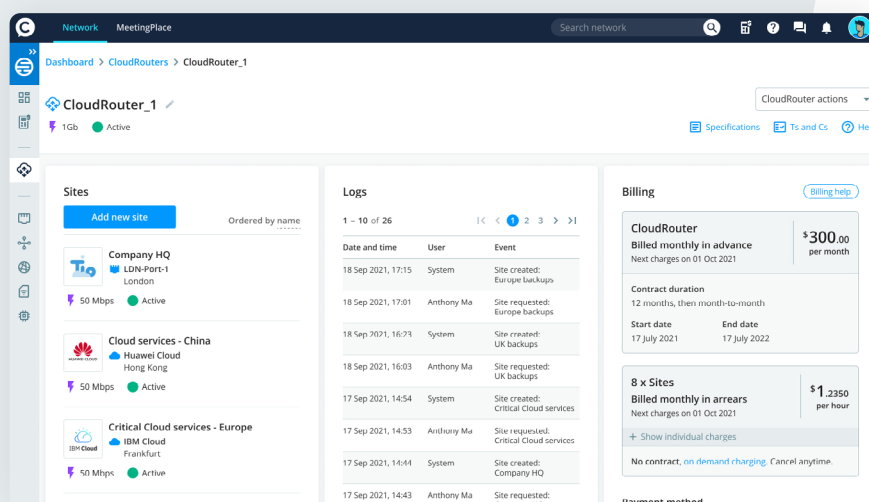 Network MeetingPlace Search network
Dashboard > CloudRouters > CloudRouter_1
CloudRouter_1
1Gb Active
CloudRouter actions
Specifications Ts and Cs He
Sites
Add new site Ordered by name
Company HQ
LDN-Port-1
London
50 Mbps Active
HUAWEI CLOUD
Cloud services - China
Huawei Cloud
Hong Kong
50 Mbps Active
IBM Cloud
Critical Cloud services - Europe
IBM Cloud
Frankfurt
50 Mbps Active
Logs
1 – 10 of 26 1 2 3
Date and time User Event
18 Sep 2021, 17:15 System Site created:
Europe backups
18 Sep 2021, 17:01 Anthony Ma Site requested:
Europe backups
18 Sep 2021, 16:23 System Site created:
UK backups
18 Sep 2021, 16:03 Anthony Ma Site requested:
UK backups
17 Sep 2021, 14:54 System Site created:
Critical Cloud services
17 Sep 2021, 14:53 Anthony Ma Site requested:
Critical Cloud services
17 Sep 2021, 14:44 System Site created:
Company HQ
17 Sep 2021, 14:43 Anthony Ma Site requested:
Billing
Billing help
CloudRouter
Billed monthly in advance
Next charges on 01 Oct 2021
$300.00
per month
Contract duration
12 months, then month-to-month
Start date End date
17 July 2021 17 July 2022
8 x Sites
Billed monthly in arrears
Next charges on 01 Oct 2021
$1.2350
per hour
+ Show individual charges
No contract, on demand charging. Cancel anytime.
Payment method